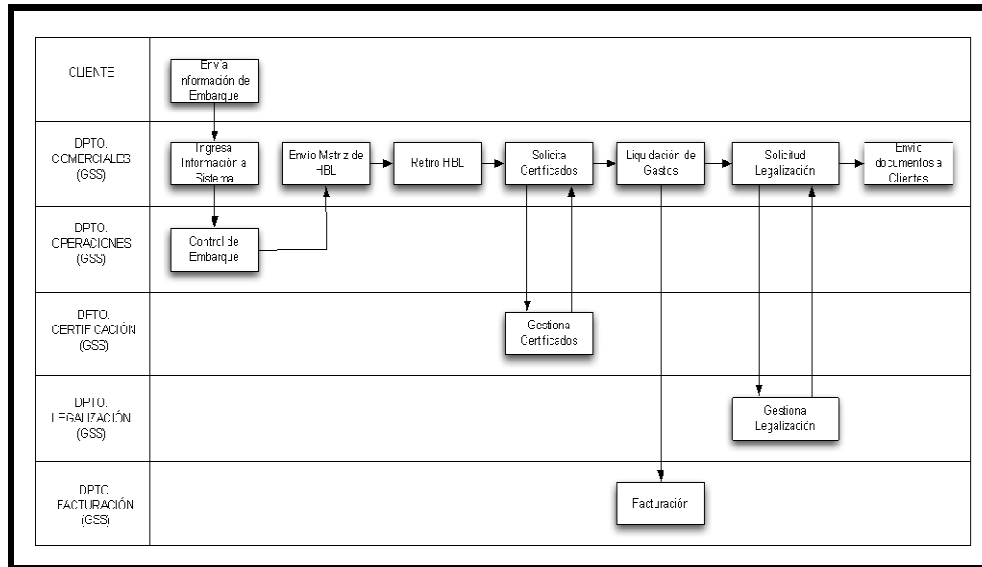 CLIENTE
Envía
Información de
Embarque
DPTO.
COMERCIALES
(GSS)
Ingresa
Información a
Sistema
Envio Matriz de
HBL
Retiro HBL
Solicita
Certificados
Liquidación de
Gastos
Solicitud
Legalización
Envio
documentos a
Clientes
DPTO.
OPERACIONES
(GSS)
Control de
Embarque
DPTO.
CERTIFICACIÓN
(GSS)
Gestiona
Certificados
DPTO.
LEGALIZACIÓN
(GSS)
Gestiona
Legalización
DPTO
FACTURACIÓN
(GSS)
Facturación